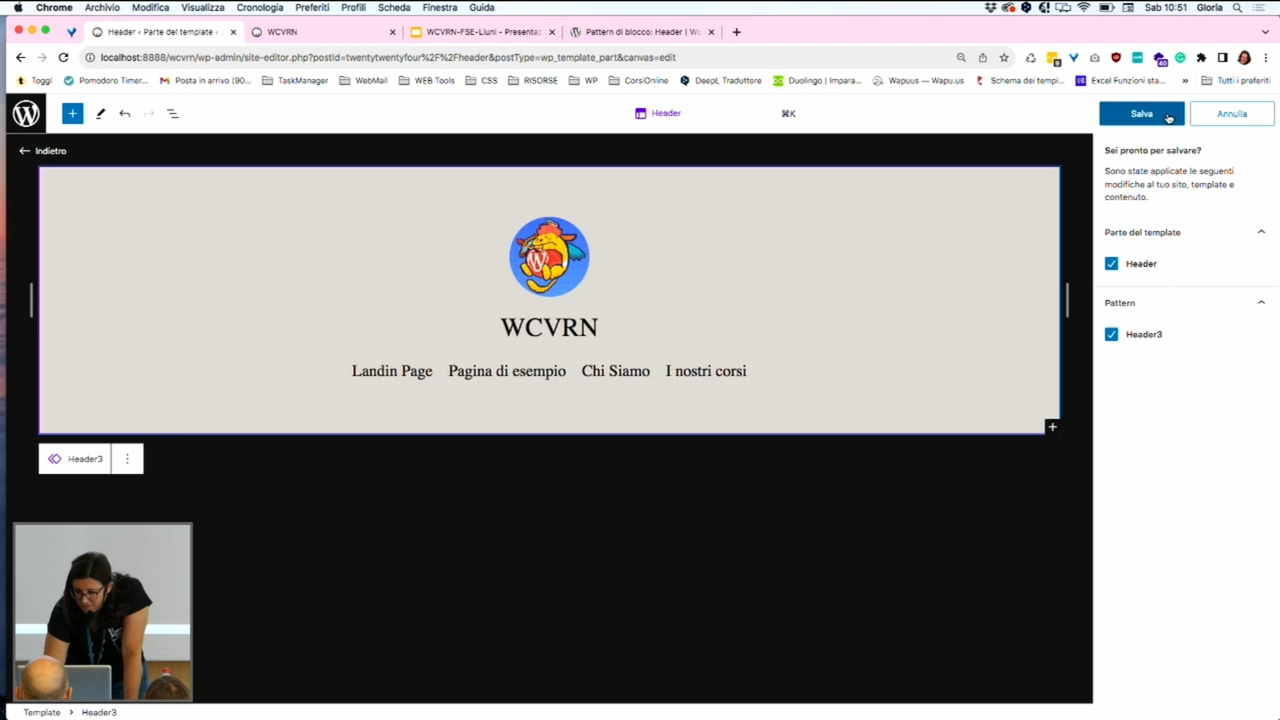 Chrome Archivio Modifica Visualizza Cronologia Preferiti Profili Scheda Finestra Guida Sab 10:51 Gloria
Header ‹ Parte del template · WCVRN WCVRN-FSE-Liuni - Presenta Pattern di blocco: Header | W
localhost:8888/wcvrn/wp-admin/site-editor.php?postId=twentytwentyfour%2F%2Fheader&postType=wp_template_part&canvas=edit
Toggl Pomodoro Timer... Posta in arrivo (90... TaskManager WebMail WEB Tools CSS RISORSE WP CorsiOnline DeepL Traduttore Duolingo | Impara... Wapuus — Wapu.us Schema dei tempi... Excel Funzioni sta... » Tutti i preferiti
Header ⌘K Salva Annulla
Indietro
Sei pronto per salvare?
Sono state applicate le seguenti
modifiche al tuo sito, template e
contenuto.
Parte del template
Header
Pattern
Header3
WCVRN
Landin Page Pagina di esempio Chi Siamo I nostri corsi
Header3
Template > Header3